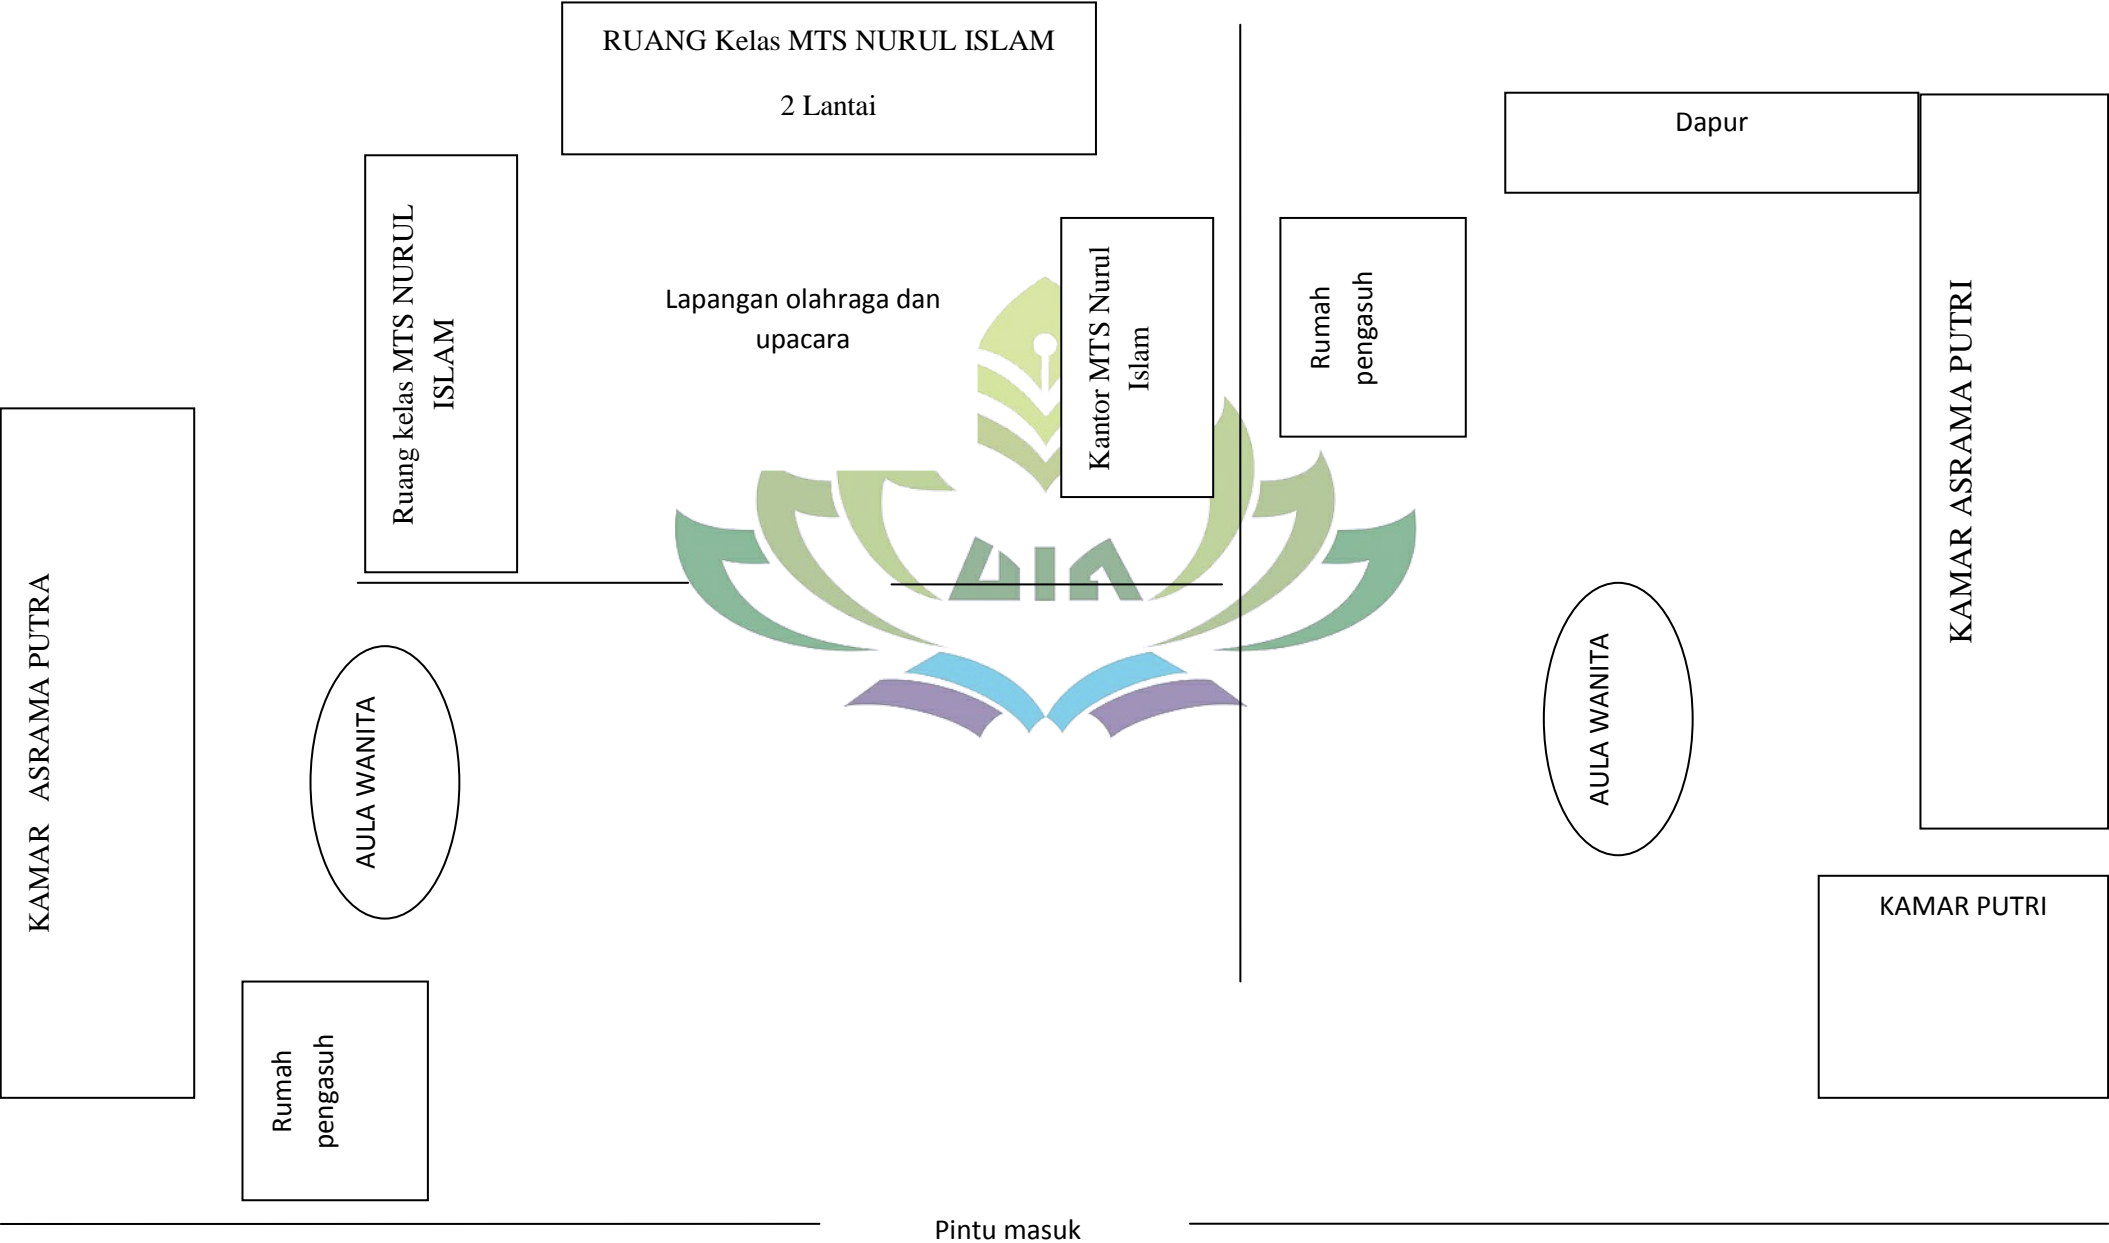 RUANG Kelas MTS NURUL ISLAM
2 Lantai
Dapur
Ruang kelas MTS NURUL
ISLAM
Lapangan olahraga dan
upacara
Kantor MTS Nurul
Islam
Rumah
pengasuh
KAMAR ASRAMA PUTRI
KAMAR ASRAMA PUTRA
AULA WANITA
AULA WANITA
KAMAR PUTRI
Rumah
pengasuh
Pintu masuk
UIN